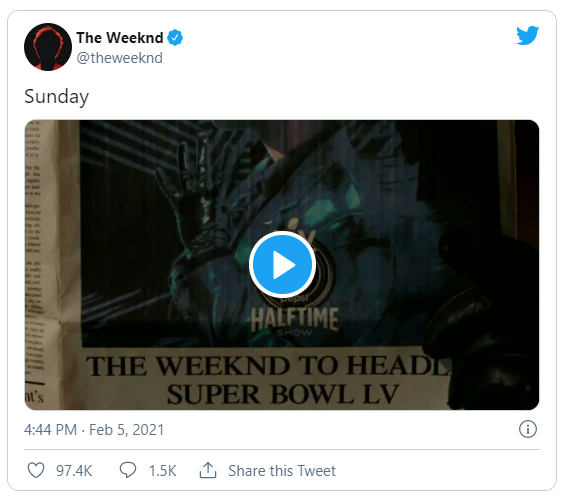 The Weeknd
@theweeknd
Sunday
pepsi
HALFTIME
SHOW
THE WEEKND TO HEADL
SUPER BOWL LV
nt's
4:44 PM · Feb 5, 2021
97.4K
1.5K
Share this Tweet